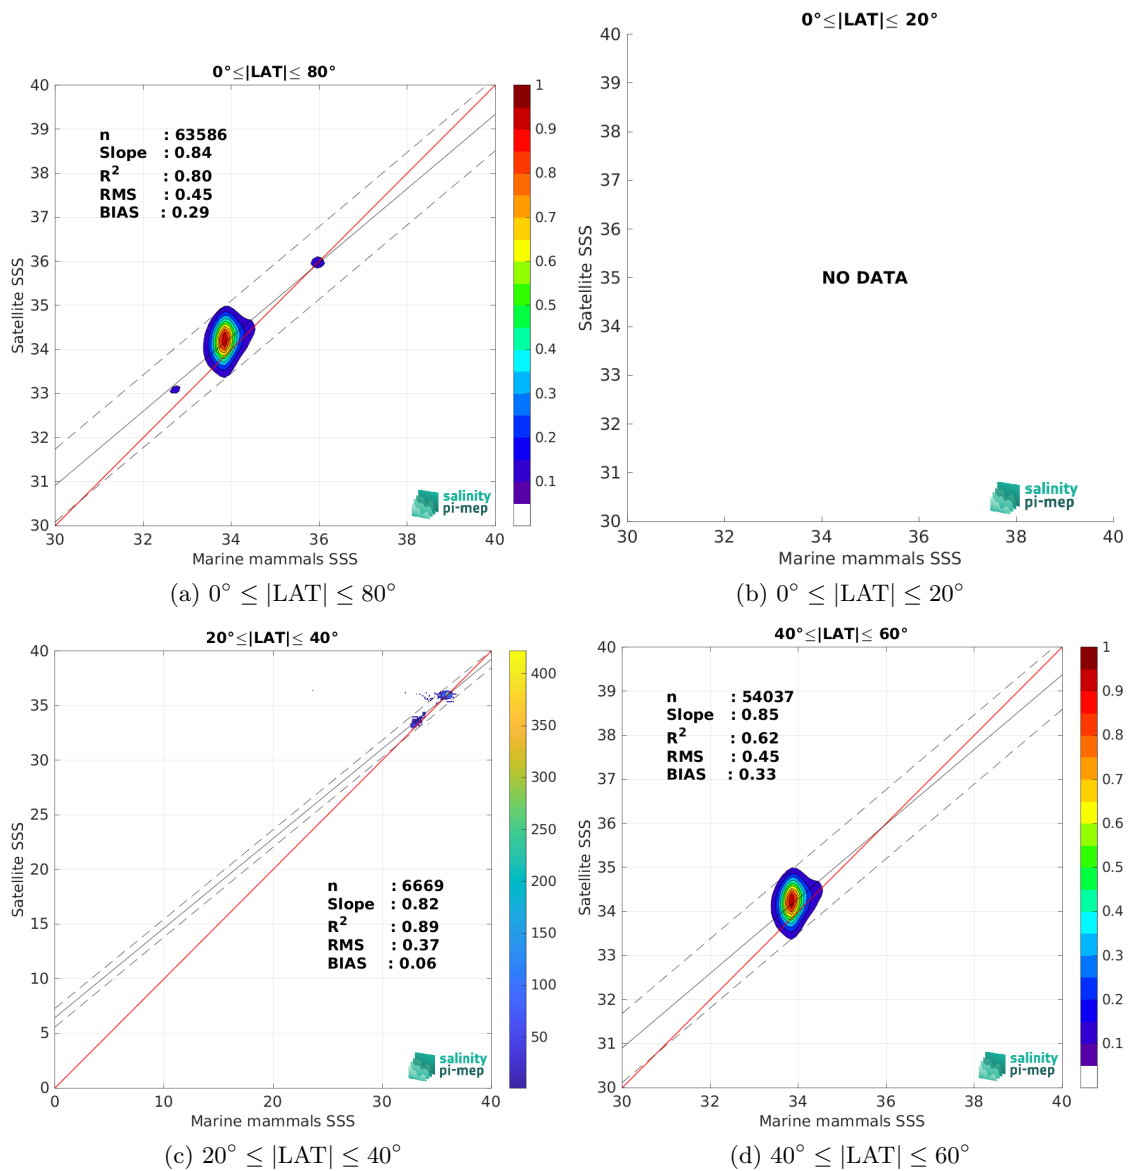 0°≤|LAT|≤ 80°
40
39
38
37
36
35
34
33
32
31
30
Satellite SSS
n : 63586
Slope : 0.84
R² : 0.80
RMS : 0.45
BIAS : 0.29
salinity
pi-mep
30 32 34 36 38 40
Marine mammals SSS
1
0.9
0.8
0.7
0.6
0.5
0.4
0.3
0.2
0.1
(a) 0° ≤ |LAT| ≤ 80°
0°≤|LAT|≤ 20°
40
39
38
37
36
35
34
33
32
31
30
Satellite SSS
NO DATA
salinity
pi-mep
30 32 34 36 38 40
Marine mammals SSS
(b) 0° ≤ |LAT| ≤ 20°
20°≤|LAT|≤ 40°
40
35
30
25
20
15
10
5
0
Satellite SSS
n : 6669
Slope : 0.82
R² : 0.89
RMS : 0.37
BIAS : 0.06
salinity
pi-mep
0 10 20 30 40
Marine mammals SSS
400
350
300
250
200
150
100
50
(c) 20° ≤ |LAT| ≤ 40°
40°≤|LAT|≤ 60°
40
39
38
37
36
35
34
33
32
31
30
Satellite SSS
n : 54037
Slope : 0.85
R² : 0.62
RMS : 0.45
BIAS : 0.33
salinity
pi-mep
30 32 34 36 38 40
Marine mammals SSS
1
0.9
0.8
0.7
0.6
0.5
0.4
0.3
0.2
0.1
(d) 40° ≤ |LAT| ≤ 60°